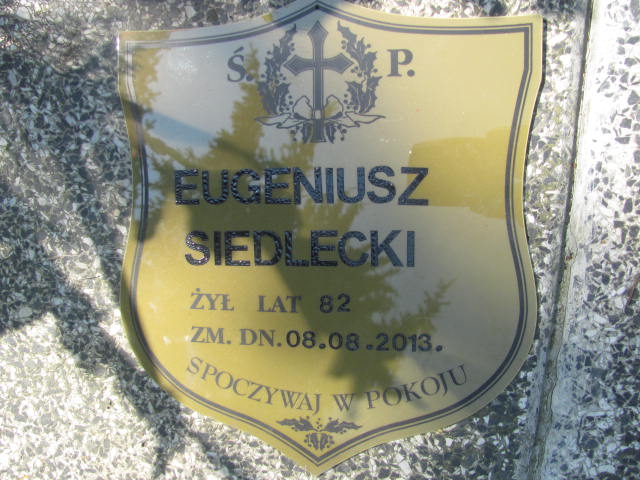 Ś. P.
EUGENIUSZ
SIEDLECKI
ŻYŁ LAT 82
ZM. DN. 08.08.2013.
SPOCZYWAJ W POKOJU